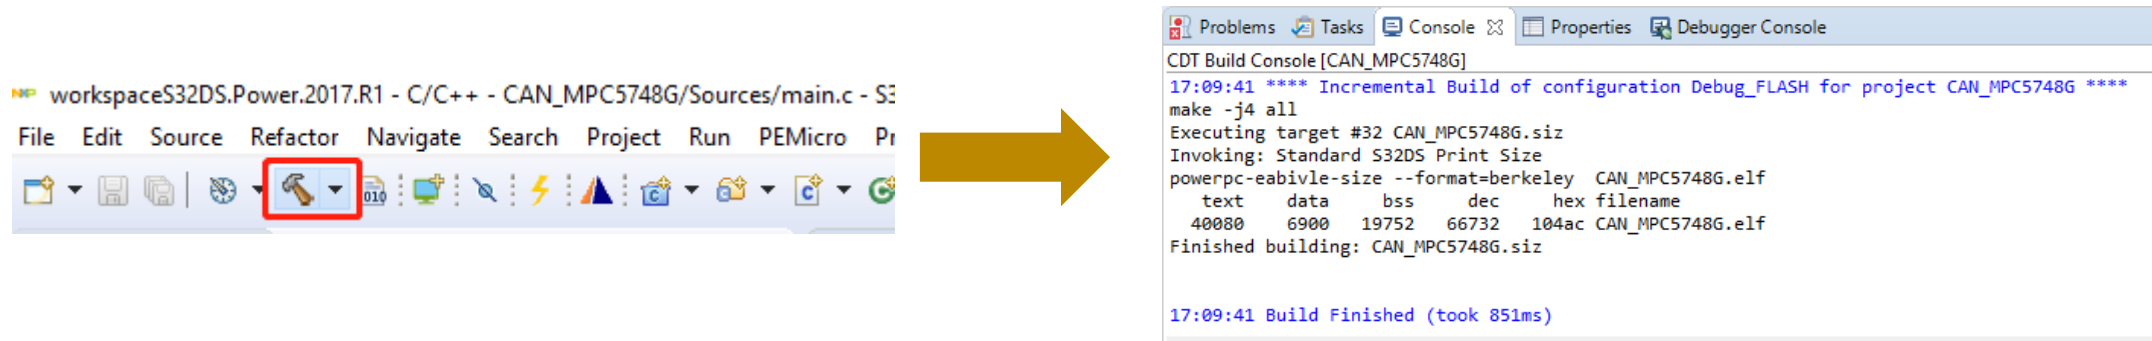 NXP workspaceS32DS.Power.2017.R1 - C/C++ - CAN_MPC5748G/Sources/main.c - S3
File Edit Source Refactor Navigate Search Project Run PEMicro Pr
010
Problems Tasks Console Properties Debugger Console
CDT Build Console [CAN_MPC5748G]
17:09:41 **** Incremental Build of configuration Debug_FLASH for project CAN_MPC5748G ****
make -j4 all
Executing target #32 CAN_MPC5748G.siz
Invoking: Standard S32DS Print Size
powerpc-eabivle-size --format=berkeley CAN_MPC5748G.elf
text data bss dec hex filename
40080 6900 19752 66732 104ac CAN_MPC5748G.elf
Finished building: CAN_MPC5748G.siz
17:09:41 Build Finished (took 851ms)